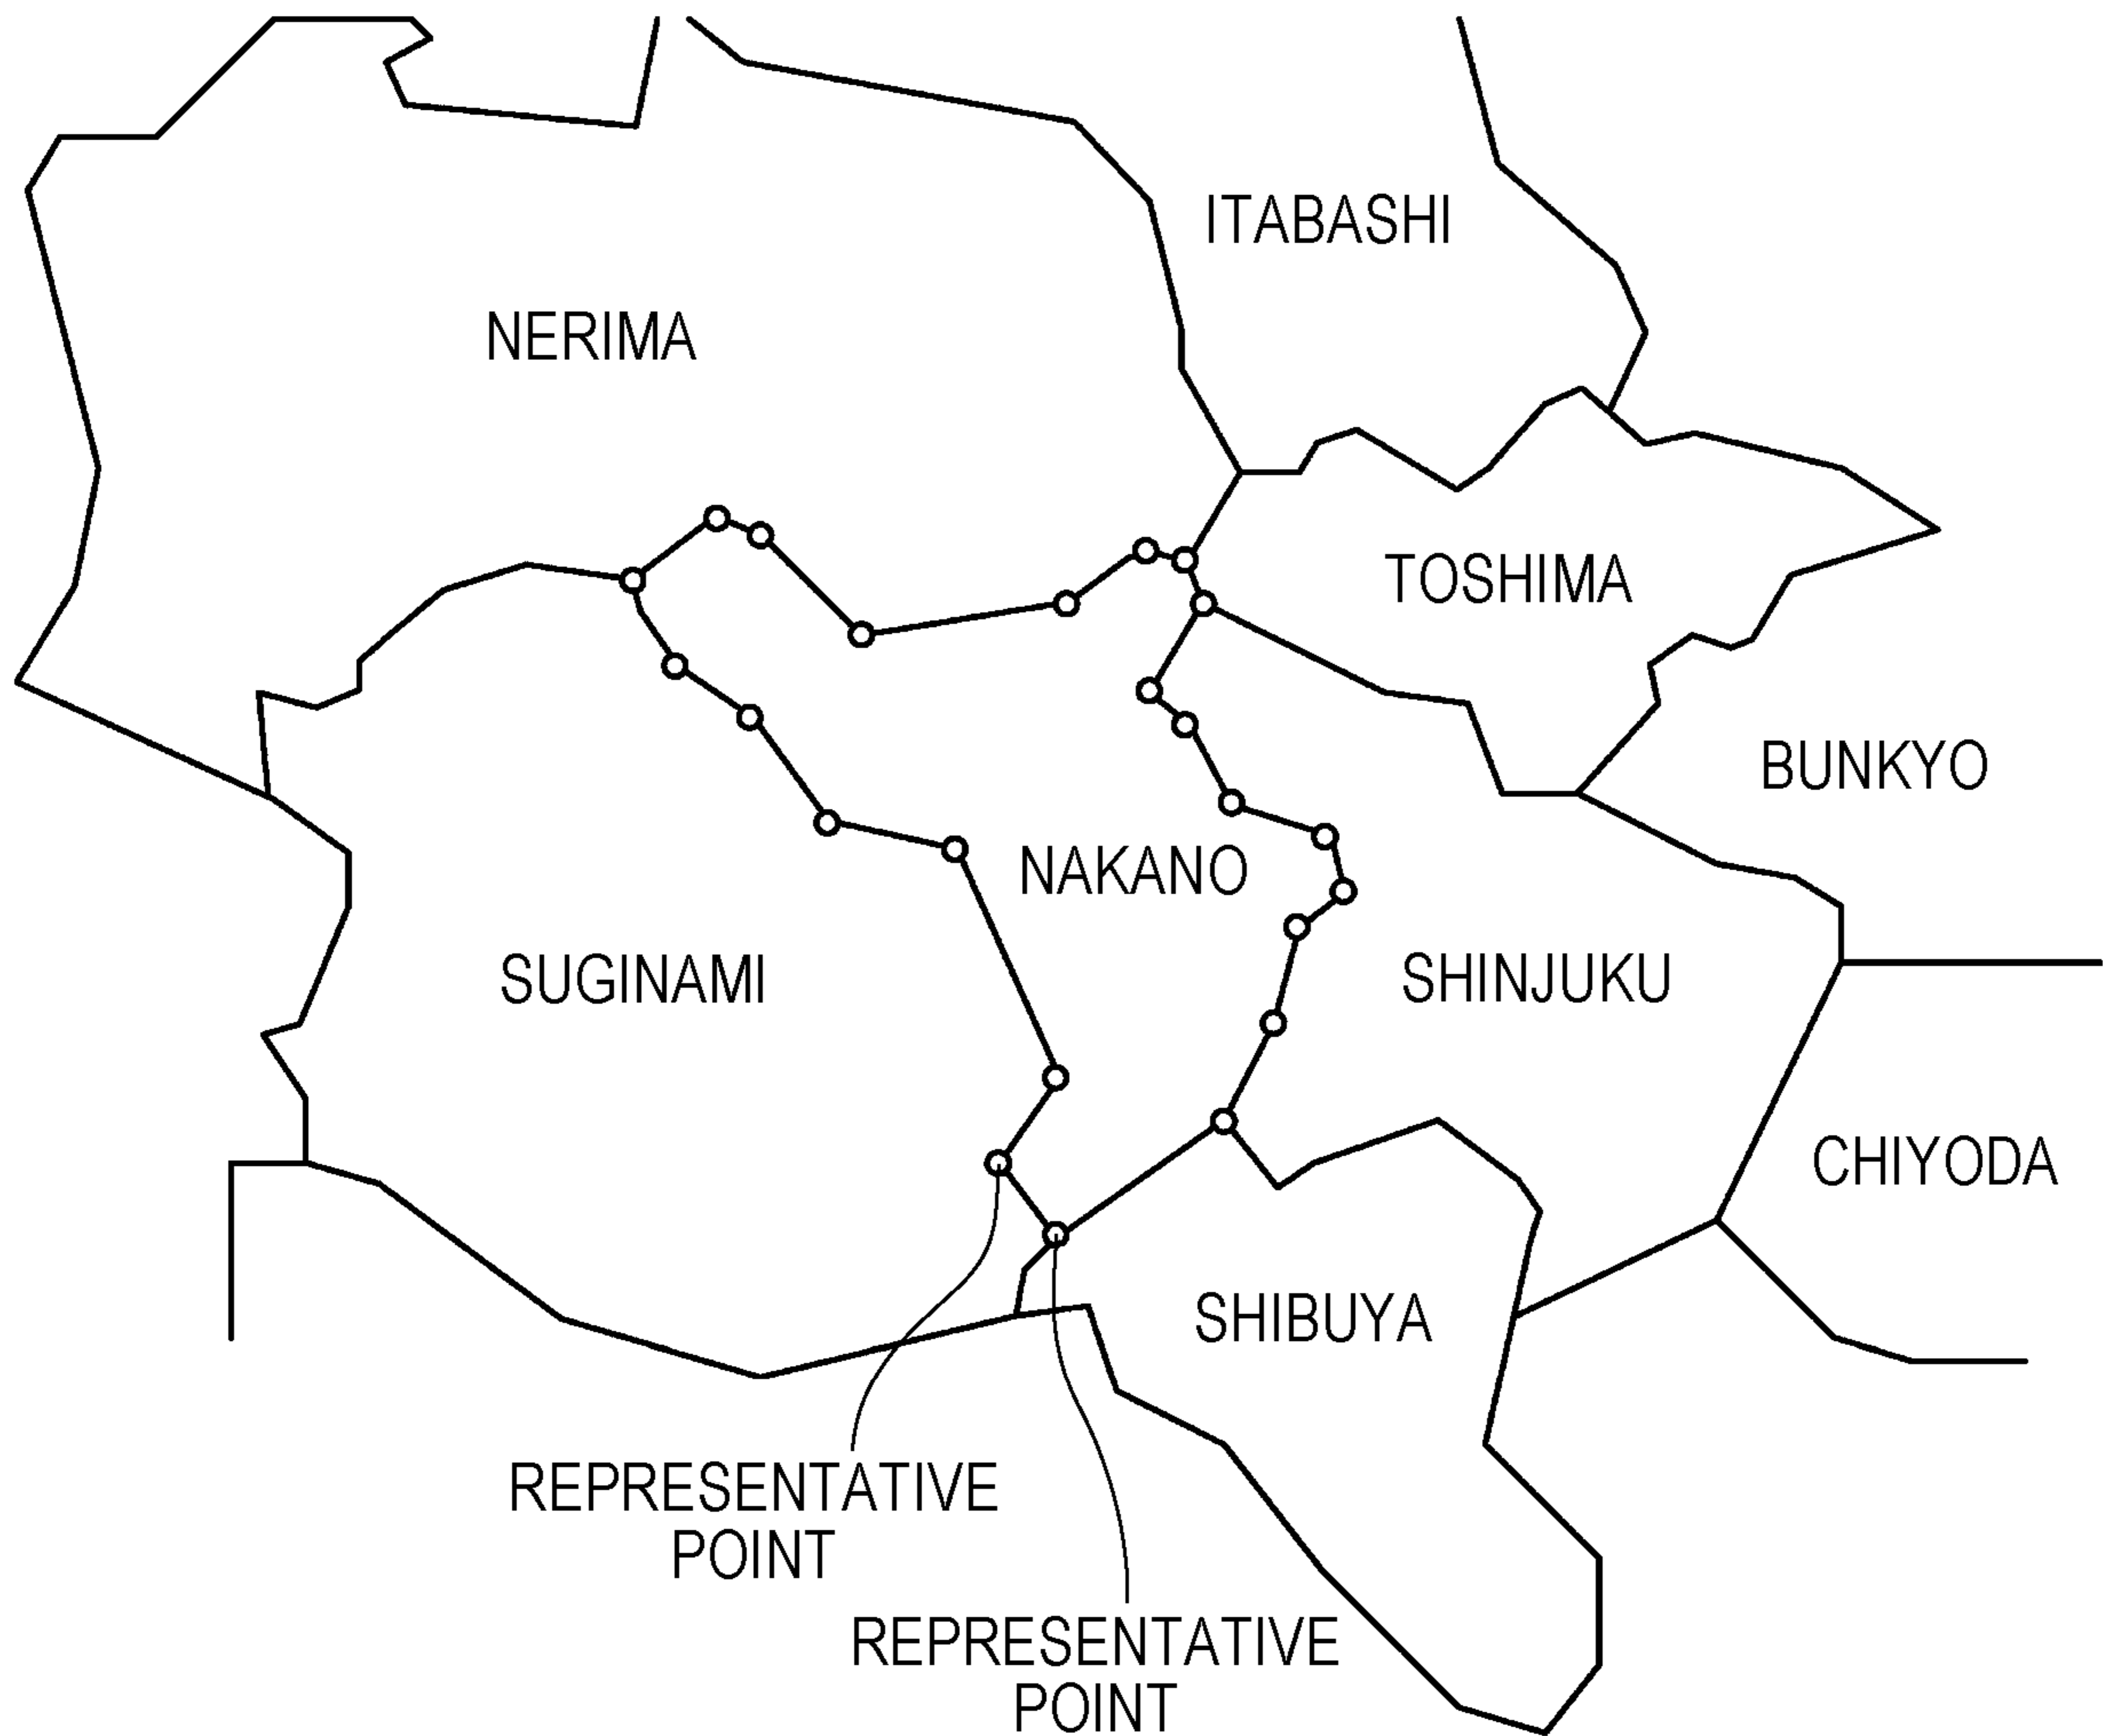 ITABASHI
NERIMA
TOSHIMA
BUNKYO
NAKANO
SUGINAMI
SHINJUKU
CHIYODA
SHIBUYA
REPRESENTATIVE
POINT
REPRESENTATIVE
POINT